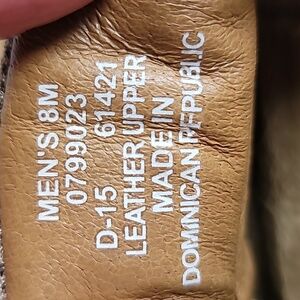 MEN'S 8M
0799023
D-15 61421
LEATHER UPPER
MADE IN
DOMINICAN REPUBLIC